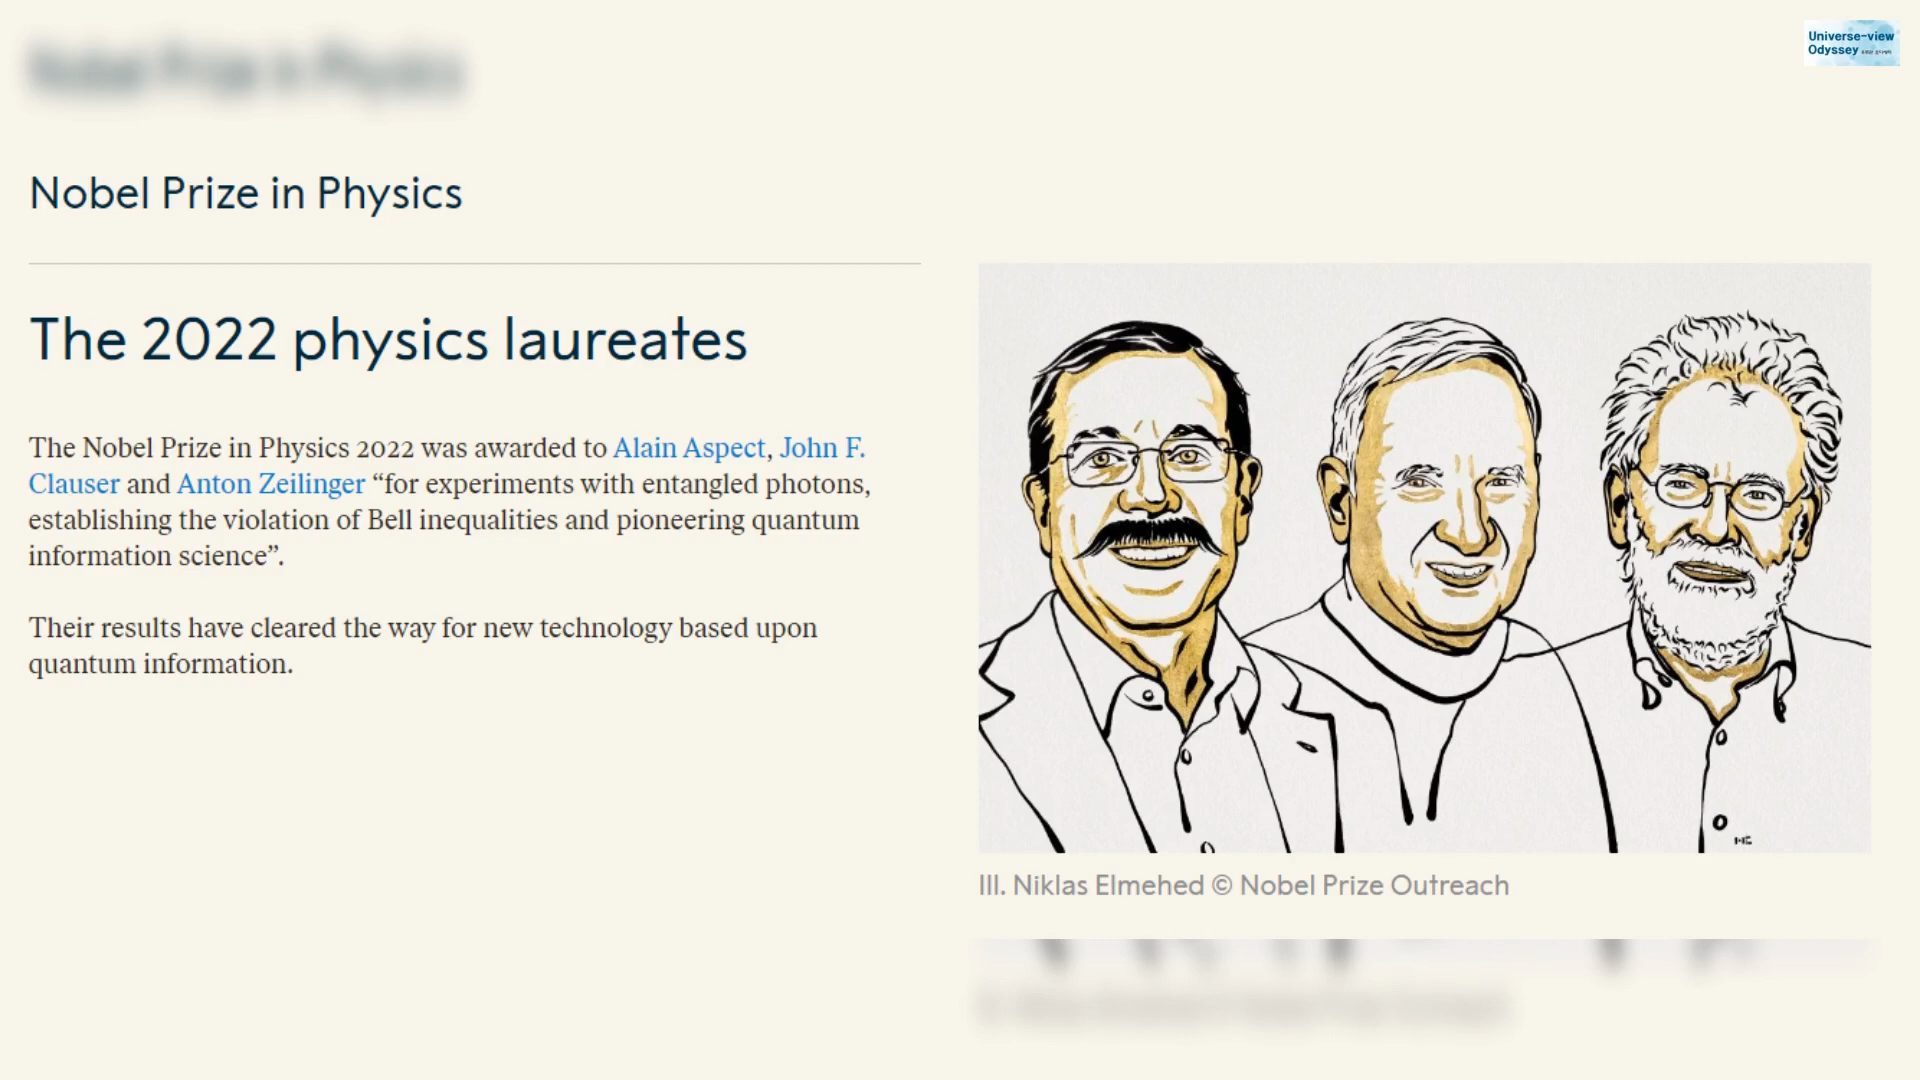 Universe-view
Odyssey
Nobel Prize in Physics
The 2022 physics laureates
The Nobel Prize in Physics 2022 was awarded to Alain Aspect, John F.
Clauser and Anton Zeilinger “for experiments with entangled photons,
establishing the violation of Bell inequalities and pioneering quantum
information science”.
Their results have cleared the way for new technology based upon
quantum information.
Ill. Niklas Elmehed © Nobel Prize Outreach